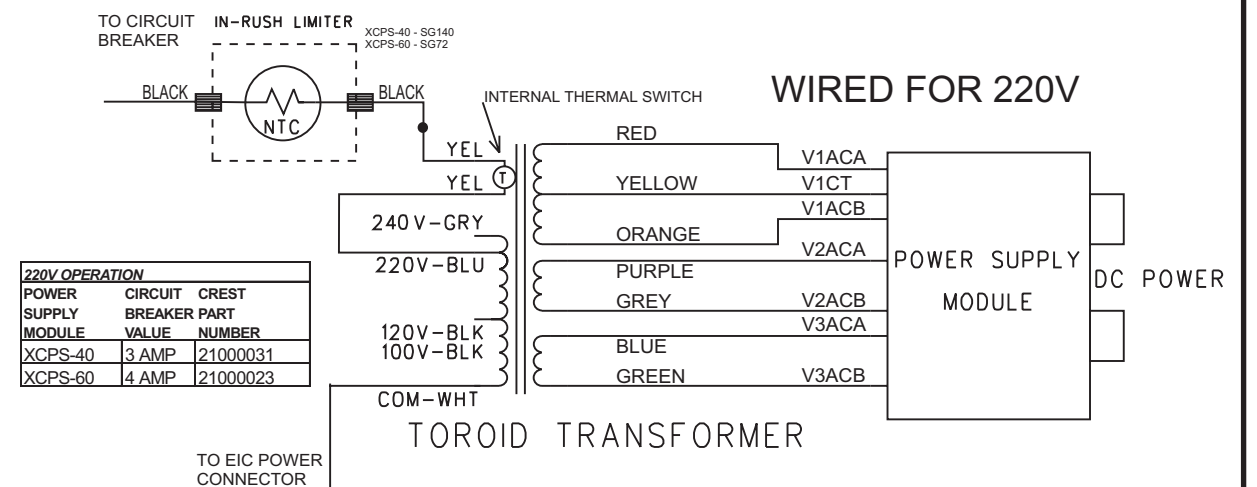 TO CIRCUIT
BREAKER
IN-RUSH LIMITER
XCPS-40 - SG140
XCPS-60 - SG72
BLACK
NTC
BLACK
INTERNAL THERMAL SWITCH
WIRED FOR 220V
YEL
YEL
T
240V-GRY
220V-BLU
120V-BLK
100V-BLK
COM-WHT
RED
YELLOW
ORANGE
PURPLE
GREY
BLUE
GREEN
V1ACA
V1CT
V1ACB
V2ACA
V2ACB
V3ACA
V3ACB
POWER SUPPLY
MODULE
DC POWER
220V OPERATION
POWER CIRCUIT CREST
SUPPLY BREAKER PART
MODULE VALUE NUMBER
XCPS-40 3 AMP 21000031
XCPS-60 4 AMP 21000023
TOROID TRANSFORMER
TO EIC POWER
CONNECTOR